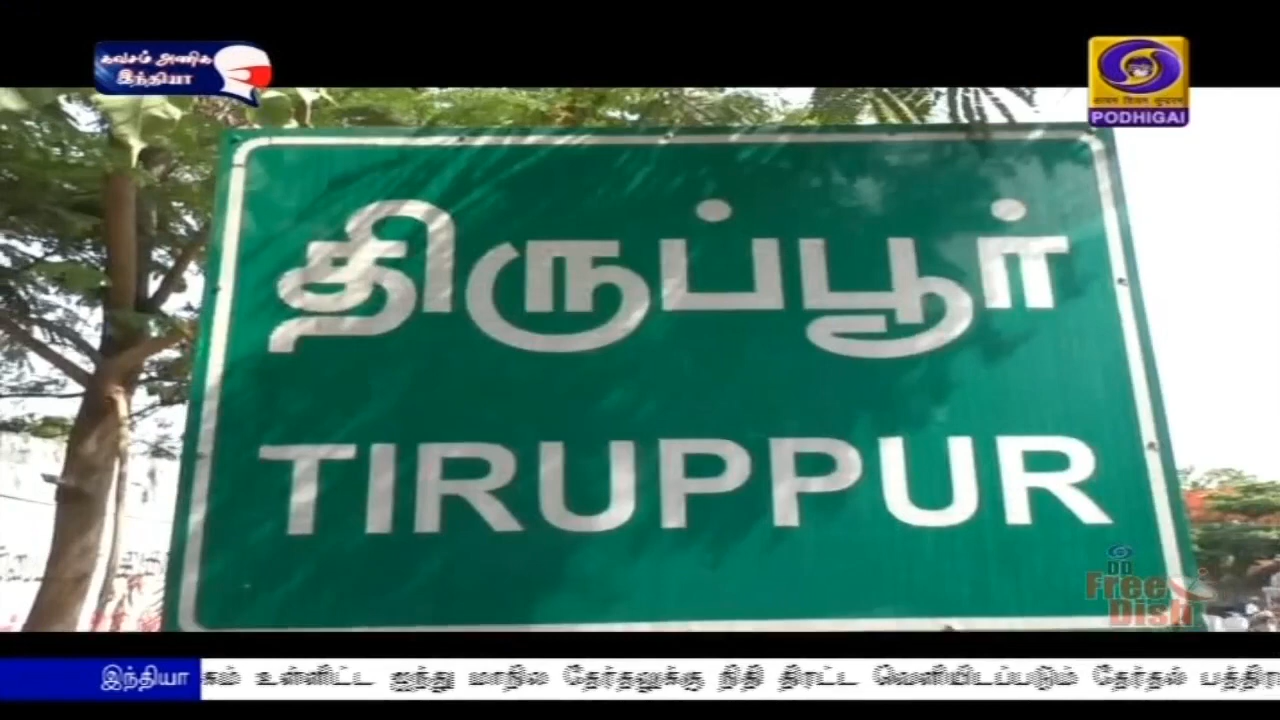 கவசம் அணிக
இந்தியா
PODHIGAI
திருப்பூர்
TIRUPPUR
DD
Free
Dish
இந்தியா கம் உள்ளிட்ட ஐந்து மாநில தேர்தலுக்கு நிதி திரட்ட வெளியிடப்படும் தேர்தல் பத்திர